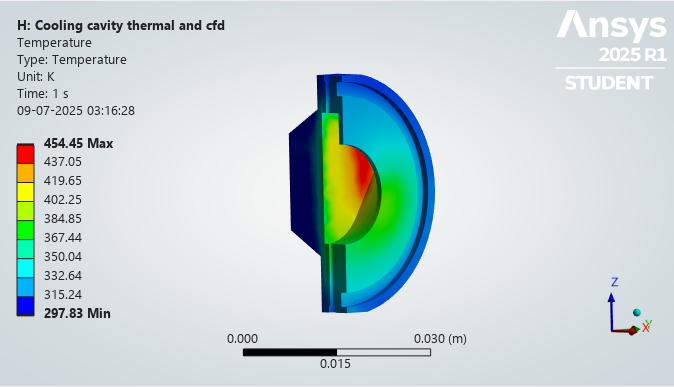 H: Cooling cavity thermal and cfd
Temperature
Type: Temperature
Unit: K
Time: 1 s
09-07-2025 03:16:28
Ansys
2025 R1
STUDENT
454.45 Max
437.05
419.65
402.25
384.85
367.44
350.04
332.64
315.24
297.83 Min
Z
Y
X
0.000
0.030 (m)
0.015